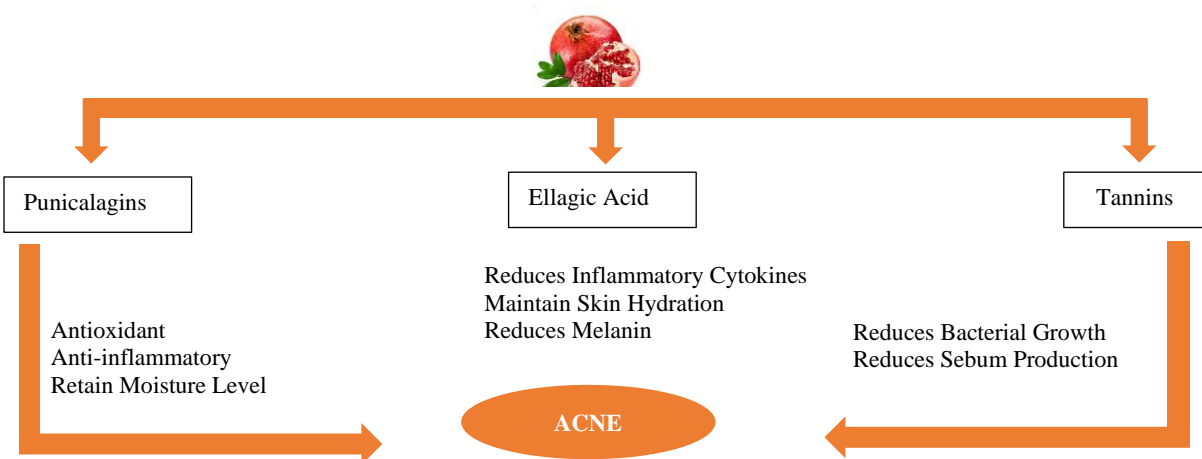 Punicalagins
Ellagic Acid
Tannins
Reduces Inflammatory Cytokines
Maintain Skin Hydration
Reduces Melanin
Antioxidant
Anti-inflammatory
Retain Moisture Level
Reduces Bacterial Growth
Reduces Sebum Production
ACNE